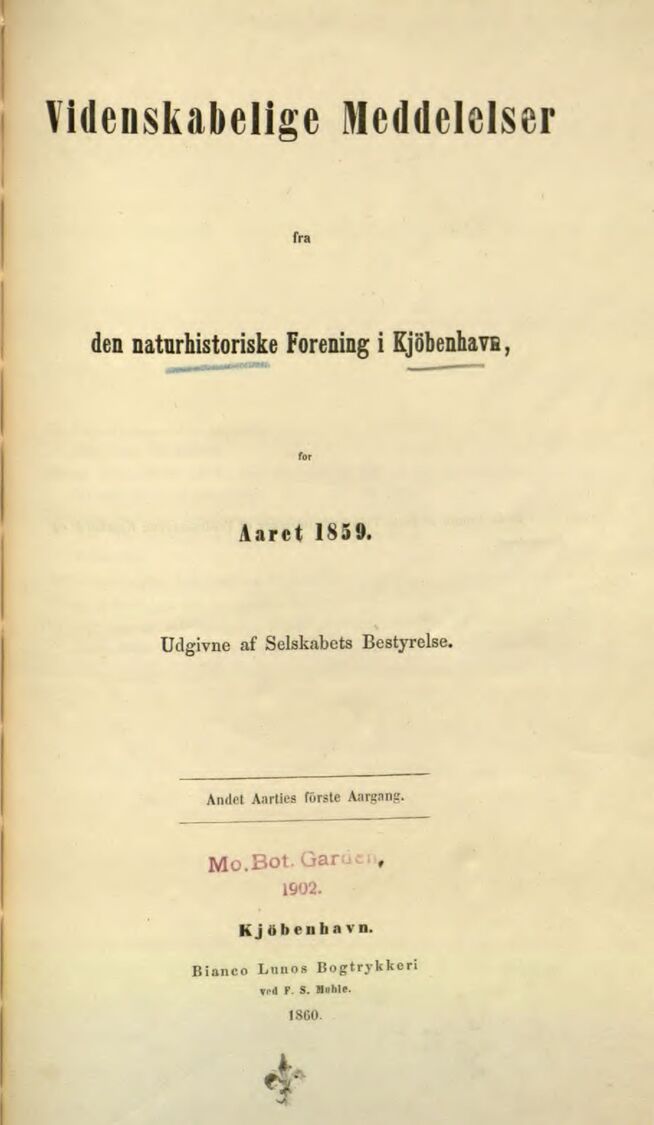 Videnskabelige Meddelelser
fra
den naturhistoriske Forening i Kjöbenhavn,
for
Aaret 1859.
Udgivne af Selskabets Bestyrelse.
Andet Aarties förste Aargang.
Mo. Bot. Garden,
1902.
Kjöbenhavn.
Bianco Lunos Bogtrykkeri
ved F. S. Muhle.
1860.